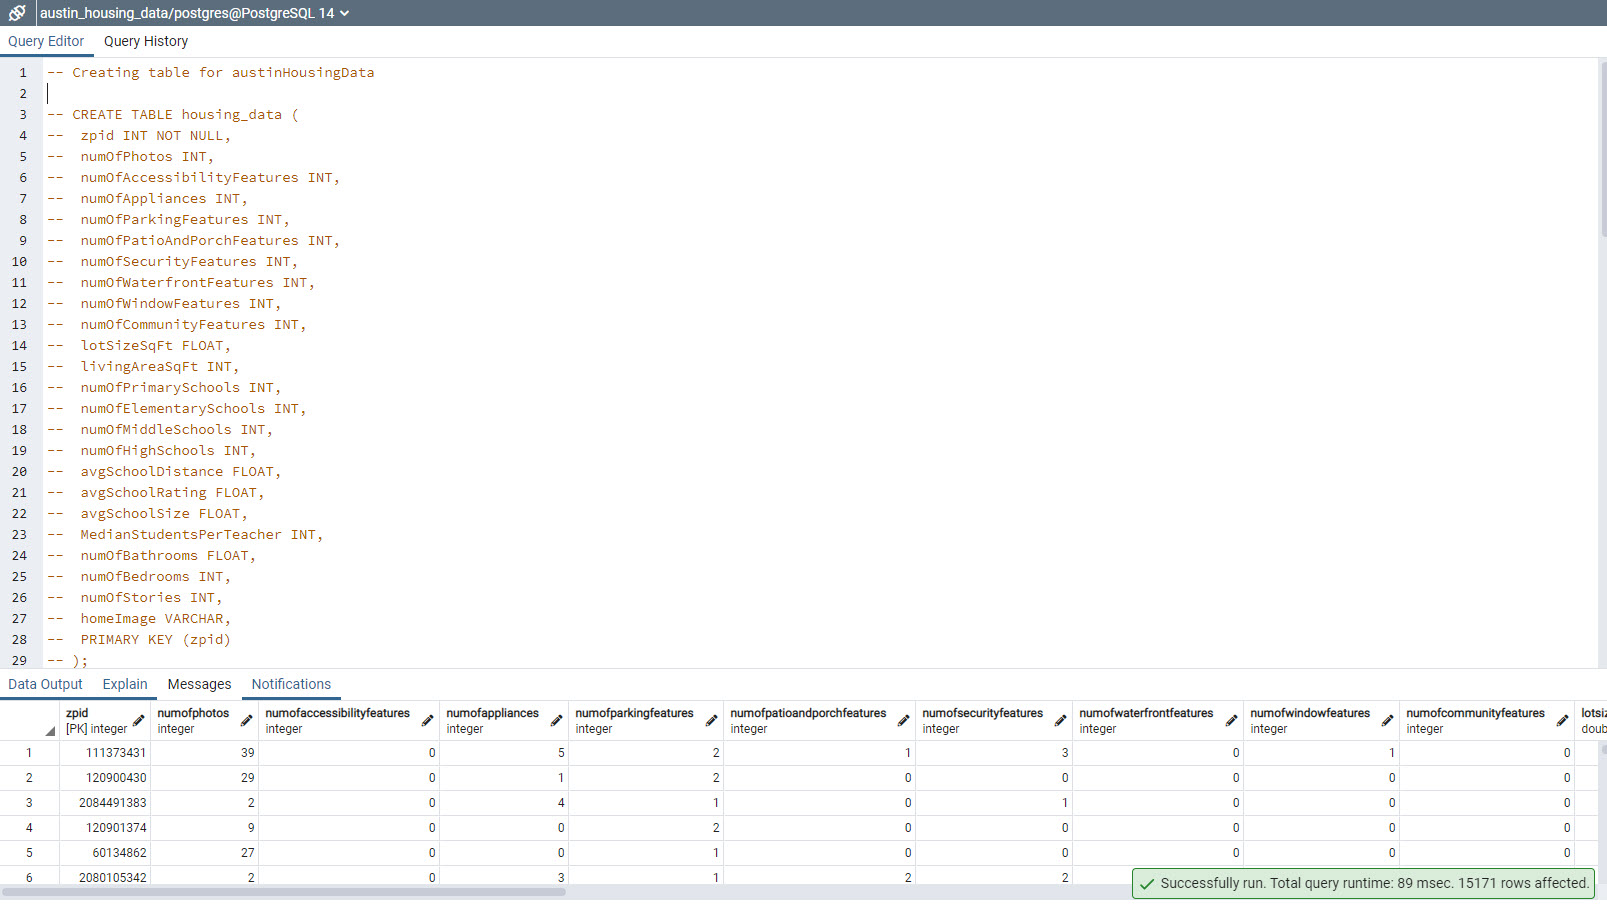 austin_housing_data/postgres@PostgreSQL 14
Query Editor Query History
1 -- Creating table for austinHousingData
2
3 -- CREATE TABLE housing_data (
4 -- zpid INT NOT NULL,
5 -- numOfPhotos INT,
6 -- numOfAccessibilityFeatures INT,
7 -- numOfAppliances INT,
8 -- numOfParkingFeatures INT,
9 -- numOfPatioAndPorchFeatures INT,
10 -- numOfSecurityFeatures INT,
11 -- numOfWaterfrontFeatures INT,
12 -- numOfWindowFeatures INT,
13 -- numOfCommunityFeatures INT,
14 -- lotSizeSqFt FLOAT,
15 -- livingAreaSqFt INT,
16 -- numOfPrimarySchools INT,
17 -- numOfElementarySchools INT,
18 -- numOfMiddleSchools INT,
19 -- numOfHighSchools INT,
20 -- avgSchoolDistance FLOAT,
21 -- avgSchoolRating FLOAT,
22 -- avgSchoolSize FLOAT,
23 -- MedianStudentsPerTeacher INT,
24 -- numOfBathrooms FLOAT,
25 -- numOfBedrooms INT,
26 -- numOfStories INT,
27 -- homeImage VARCHAR,
28 -- PRIMARY KEY (zpid)
29 -- );
Data Output Explain Messages Notifications
zpid numofphotos numofaccessibilityfeatures numofappliances numofparkingfeatures numofpatioandporchfeatures numofsecurityfeatures numofwaterfrontfeatures numofwindowfeatures numofcommunityfeatures lotsiz
[PK] integer integer integer integer integer integer integer integer integer integer doub
1 111373431 39 0 5 2 1 3 0 1 0
2 120900430 29 0 1 2 0 0 0 0 0
3 2084491383 2 0 4 1 0 1 0 0 0
4 120901374 9 0 0 2 0 0 0 0 0
5 60134862 27 0 0 1 0 0 0 0 0
6 2080105342 2 0 3 1 2 2
Successfully run. Total query runtime: 89 msec. 15171 rows affected.